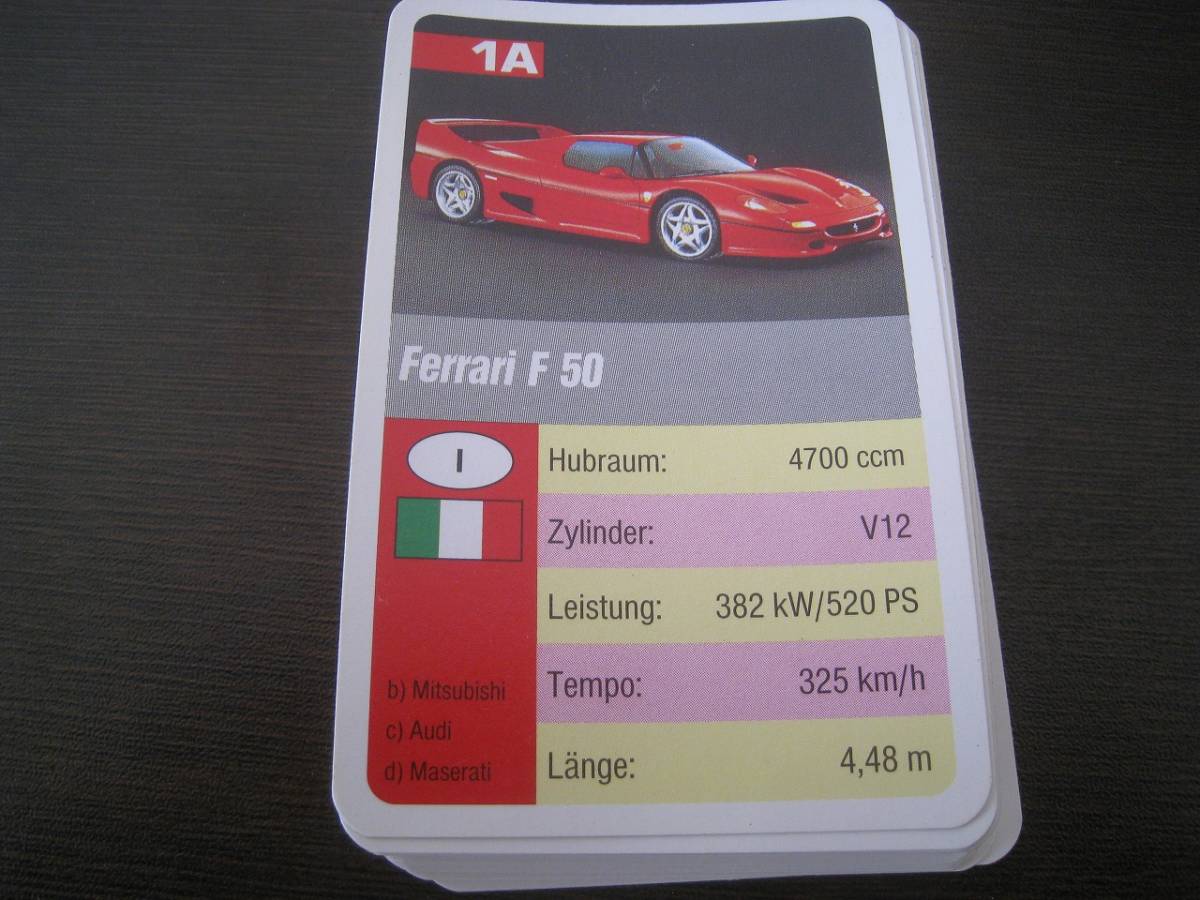 1A
Ferrari F 50
I
Hubraum: 4700 ccm
Zylinder: V12
Leistung: 382 kW/520 PS
Tempo: 325 km/h
Länge: 4,48 m
b) Mitsubishi
c) Audi
d) Maserati